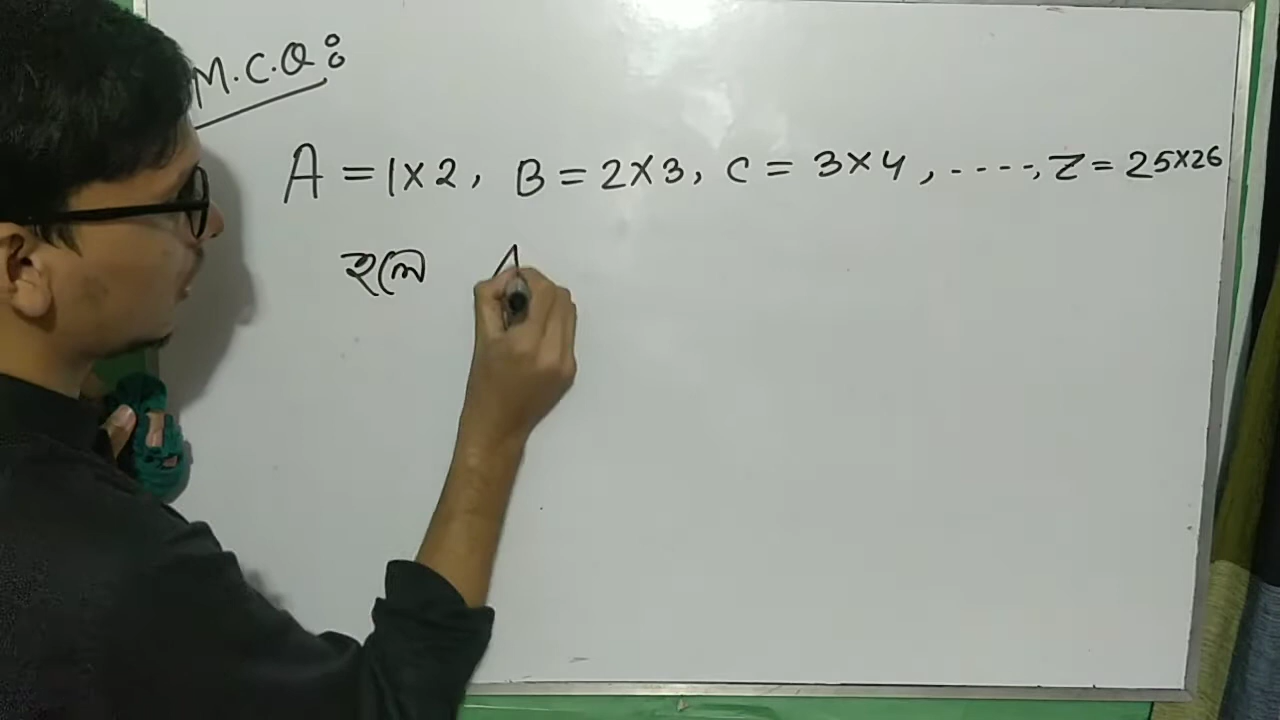 M.C.Q:
A = 1×2, B = 2×3, C = 3×4, ----, Z = 25×26
হলে A